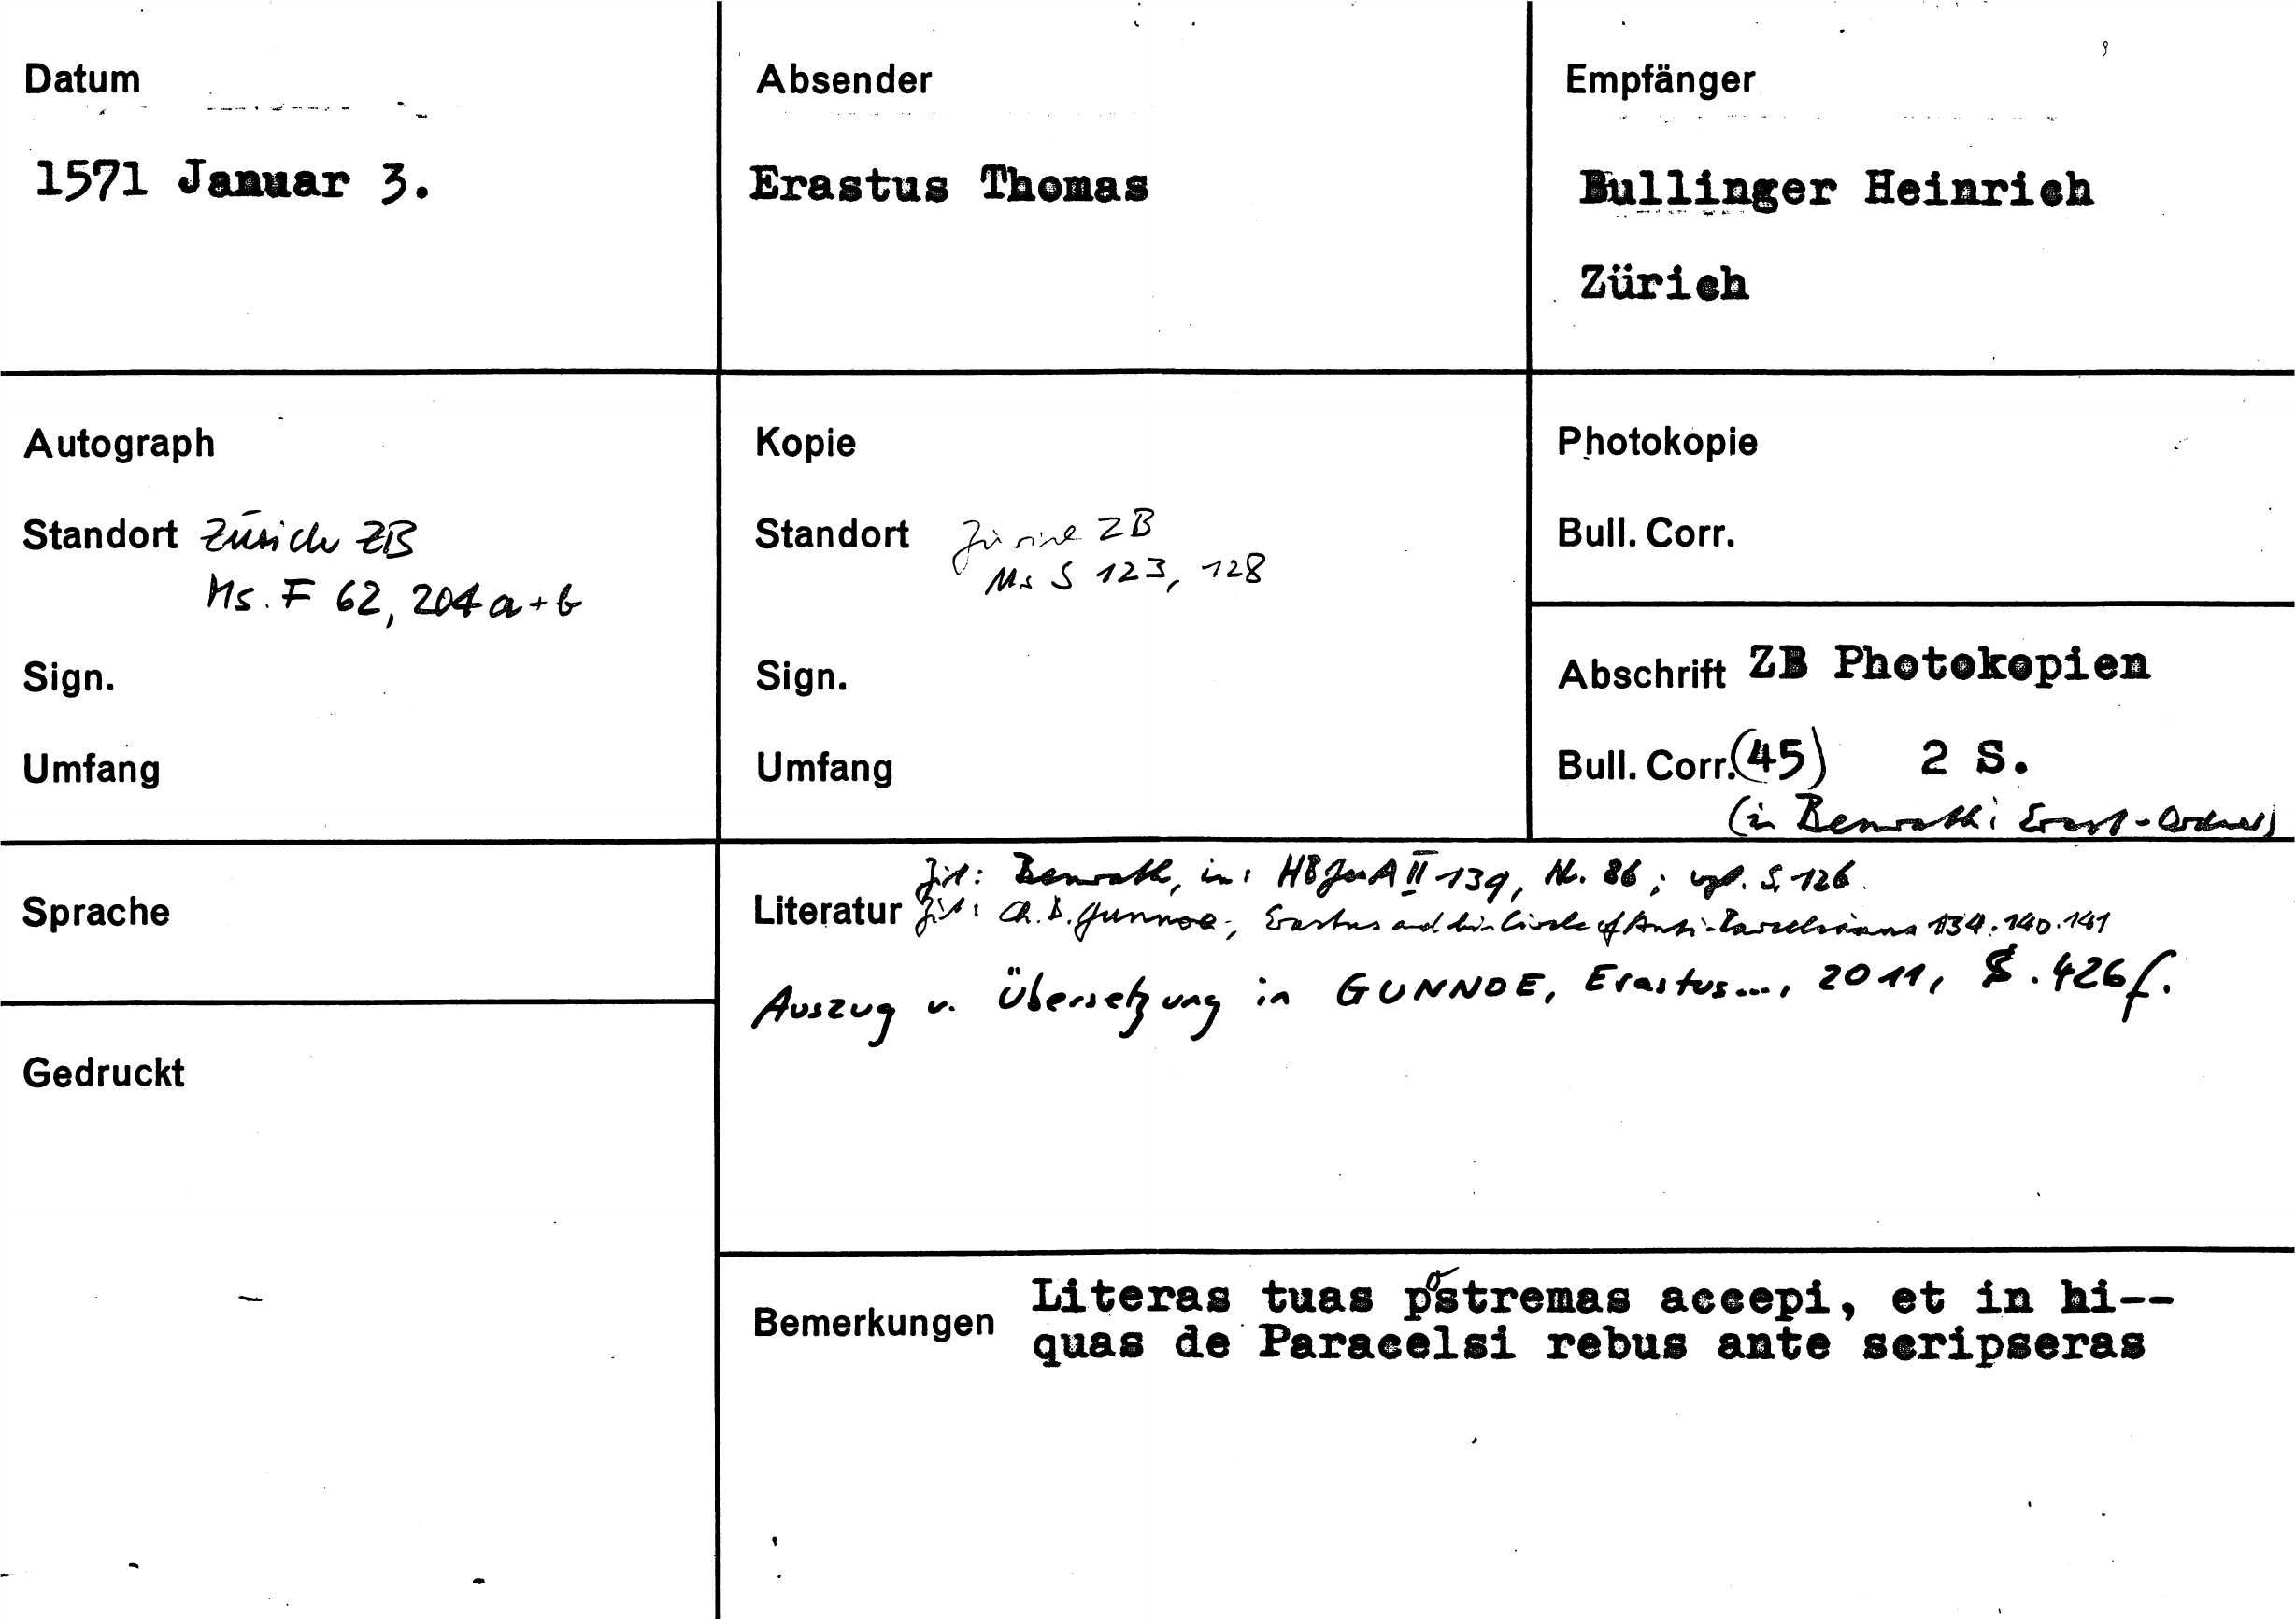 Datum
1571 Januar 3.
Absender
Erastus Thomas
Empfänger
Bullinger Heinrich
Zürich
Autograph
Standort Zürich ZB
Ms. F 62, 204 a+b
Sign.
Umfang
Kopie
Standort Zürich ZB
Ms S 123, 128
Sign.
Umfang
Photokopie
Bull. Corr.
Abschrift ZB Photokopien
Bull. Corr. (45) 2 S.
(in Benrath: Erast-Ordner)
Sprache
Gedruckt
Zit: Benrath, in: HBGesA II 139, Nr. 86; vgl. S. 126.
Literatur Zit: Ch. D. Gunnoe, Erastus and his Circle of Anti-Paracelsians 134. 140. 141
Auszug u. Übersetzung in GUNNOE, Erastus..., 2011, S. 426f.
Bemerkungen
Literas tuas postremas accepi, et in hi--
quas de Paracelsi rebus ante scripseras